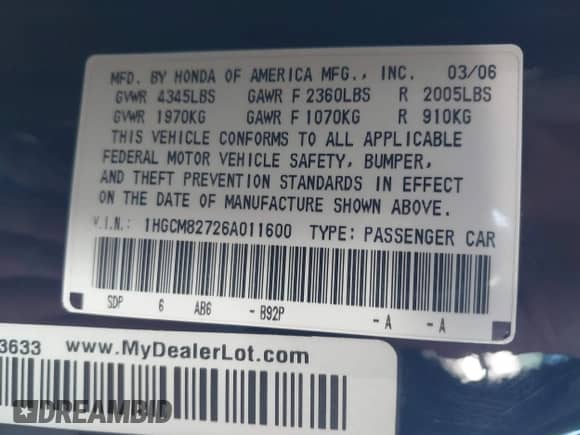 MFD. BY HONDA OF AMERICA MFG., INC. 03/06
GVWR 4345LBS GAWR F 2360LBS R 2005LBS
GVWR 1970KG GAWR F 1070KG R 910KG
THIS VEHICLE CONFORMS TO ALL APPLICABLE
FEDERAL MOTOR VEHICLE SAFETY, BUMPER,
AND THEFT PREVENTION STANDARDS IN EFFECT
ON THE DATE OF MANUFACTURE SHOWN ABOVE.
V.I.N.: 1HGCM82726A011600 TYPE: PASSENGER CAR
SDP 6 AB6 - B92P - A - A
3633 www.MyDealerLot.com
DREAMBID